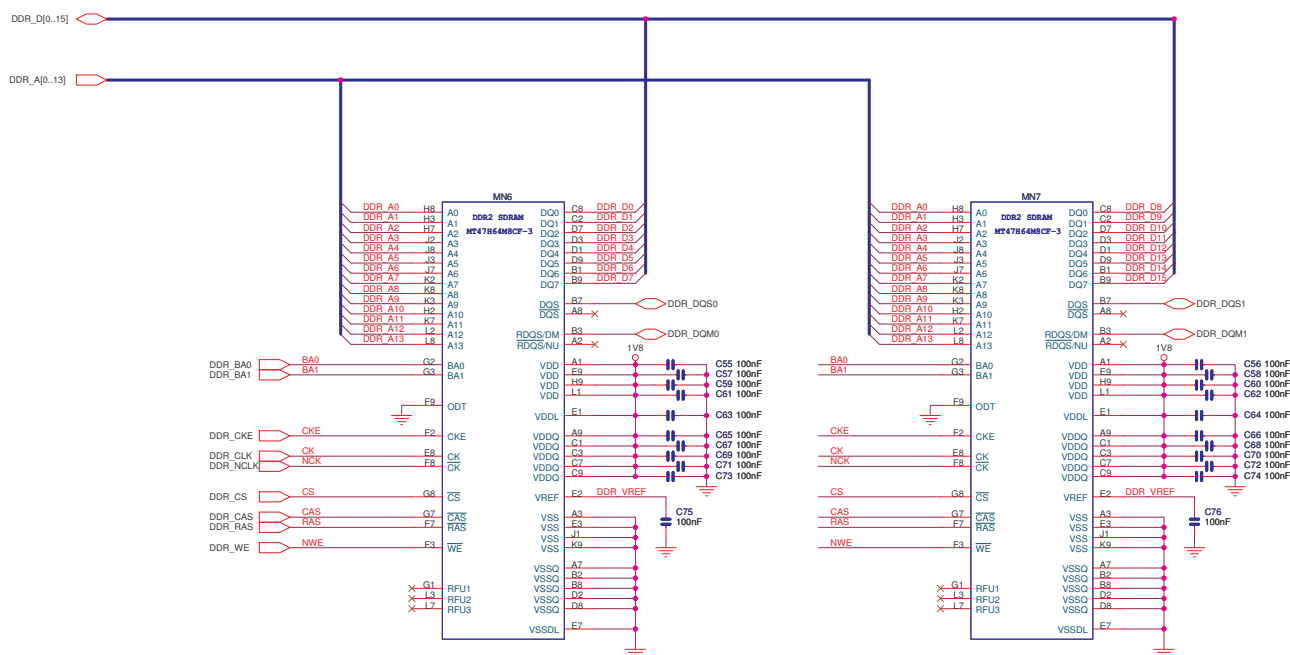 DDR_D[0..15]
DDR_A[0..13]
MN6
DDR2 SDRAM
MT47H64M8CF-3
DDR_A0 H8 A0
DDR_A1 H3 A1
DDR_A2 H7 A2
DDR_A3 J2 A3
DDR_A4 J8 A4
DDR_A5 J3 A5
DDR_A6 J7 A6
DDR_A7 K2 A7
DDR_A8 K8 A8
DDR_A9 K3 A9
DDR_A10 H2 A10
DDR_A11 K7 A11
DDR_A12 L2 A12
DDR_A13 L8 A13
DDR_BA0 BA0 G2 BA0
DDR_BA1 BA1 G3 BA1
F9 ODT
DDR_CKE CKE F2 CKE
DDR_CLK CK E8 CK
DDR_NCLK NCK F8 CK
DDR_CS CS G8 CS
DDR_CAS CAS G7 CAS
DDR_RAS RAS F7 RAS
DDR_WE NWE F3 WE
G1 RFU1
L3 RFU2
L7 RFU3
DQ0 C8 DDR_D0
DQ1 C2 DDR_D1
DQ2 D7 DDR_D2
DQ3 D3 DDR_D3
DQ4 D1 DDR_D4
DQ5 D9 DDR_D5
DQ6 B1 DDR_D6
DQ7 B9 DDR_D7
DQS B7 DDR_DQS0
DQS A8
RDQS/DM B3 DDR_DQM0
RDQS/NU A2
1V8
VDD A1 C55 100nF
VDD E9 C57 100nF
VDD H9 C59 100nF
VDD L1 C61 100nF
VDDL E1 C63 100nF
VDDQ A9 C65 100nF
VDDQ C1 C67 100nF
VDDQ C3 C69 100nF
VDDQ C7 C71 100nF
VDDQ C9 C73 100nF
VREF E2 DDR_VREF
C75
100nF
VSS A3
VSS E3
VSS J1
VSS K9
VSSQ A7
VSSQ B2
VSSQ B8
VSSQ D2
VSSQ D8
VSSDL E7
MN7
DDR2 SDRAM
MT47H64M8CF-3
DDR_A0 H8 A0
DDR_A1 H3 A1
DDR_A2 H7 A2
DDR_A3 J2 A3
DDR_A4 J8 A4
DDR_A5 J3 A5
DDR_A6 J7 A6
DDR_A7 K2 A7
DDR_A8 K8 A8
DDR_A9 K3 A9
DDR_A10 H2 A10
DDR_A11 K7 A11
DDR_A12 L2 A12
DDR_A13 L8 A13
BA0 G2 BA0
BA1 G3 BA1
F9 ODT
CKE F2 CKE
CK E8 CK
NCK F8 CK
CS G8 CS
CAS G7 CAS
RAS F7 RAS
NWE F3 WE
G1 RFU1
L3 RFU2
L7 RFU3
DQ0 C8 DDR_D8
DQ1 C2 DDR_D9
DQ2 D7 DDR_D10
DQ3 D3 DDR_D11
DQ4 D1 DDR_D12
DQ5 D9 DDR_D13
DQ6 B1 DDR_D14
DQ7 B9 DDR_D15
DQS B7 DDR_DQS1
DQS A8
RDQS/DM B3 DDR_DQM1
RDQS/NU A2
1V8
VDD A1 C56 100nF
VDD E9 C58 100nF
VDD H9 C60 100nF
VDD L1 C62 100nF
VDDL E1 C64 100nF
VDDQ A9 C66 100nF
VDDQ C1 C68 100nF
VDDQ C3 C70 100nF
VDDQ C7 C72 100nF
VDDQ C9 C74 100nF
VREF E2 DDR_VREF
C76
100nF
VSS A3
VSS E3
VSS J1
VSS K9
VSSQ A7
VSSQ B2
VSSQ B8
VSSQ D2
VSSQ D8
VSSDL E7